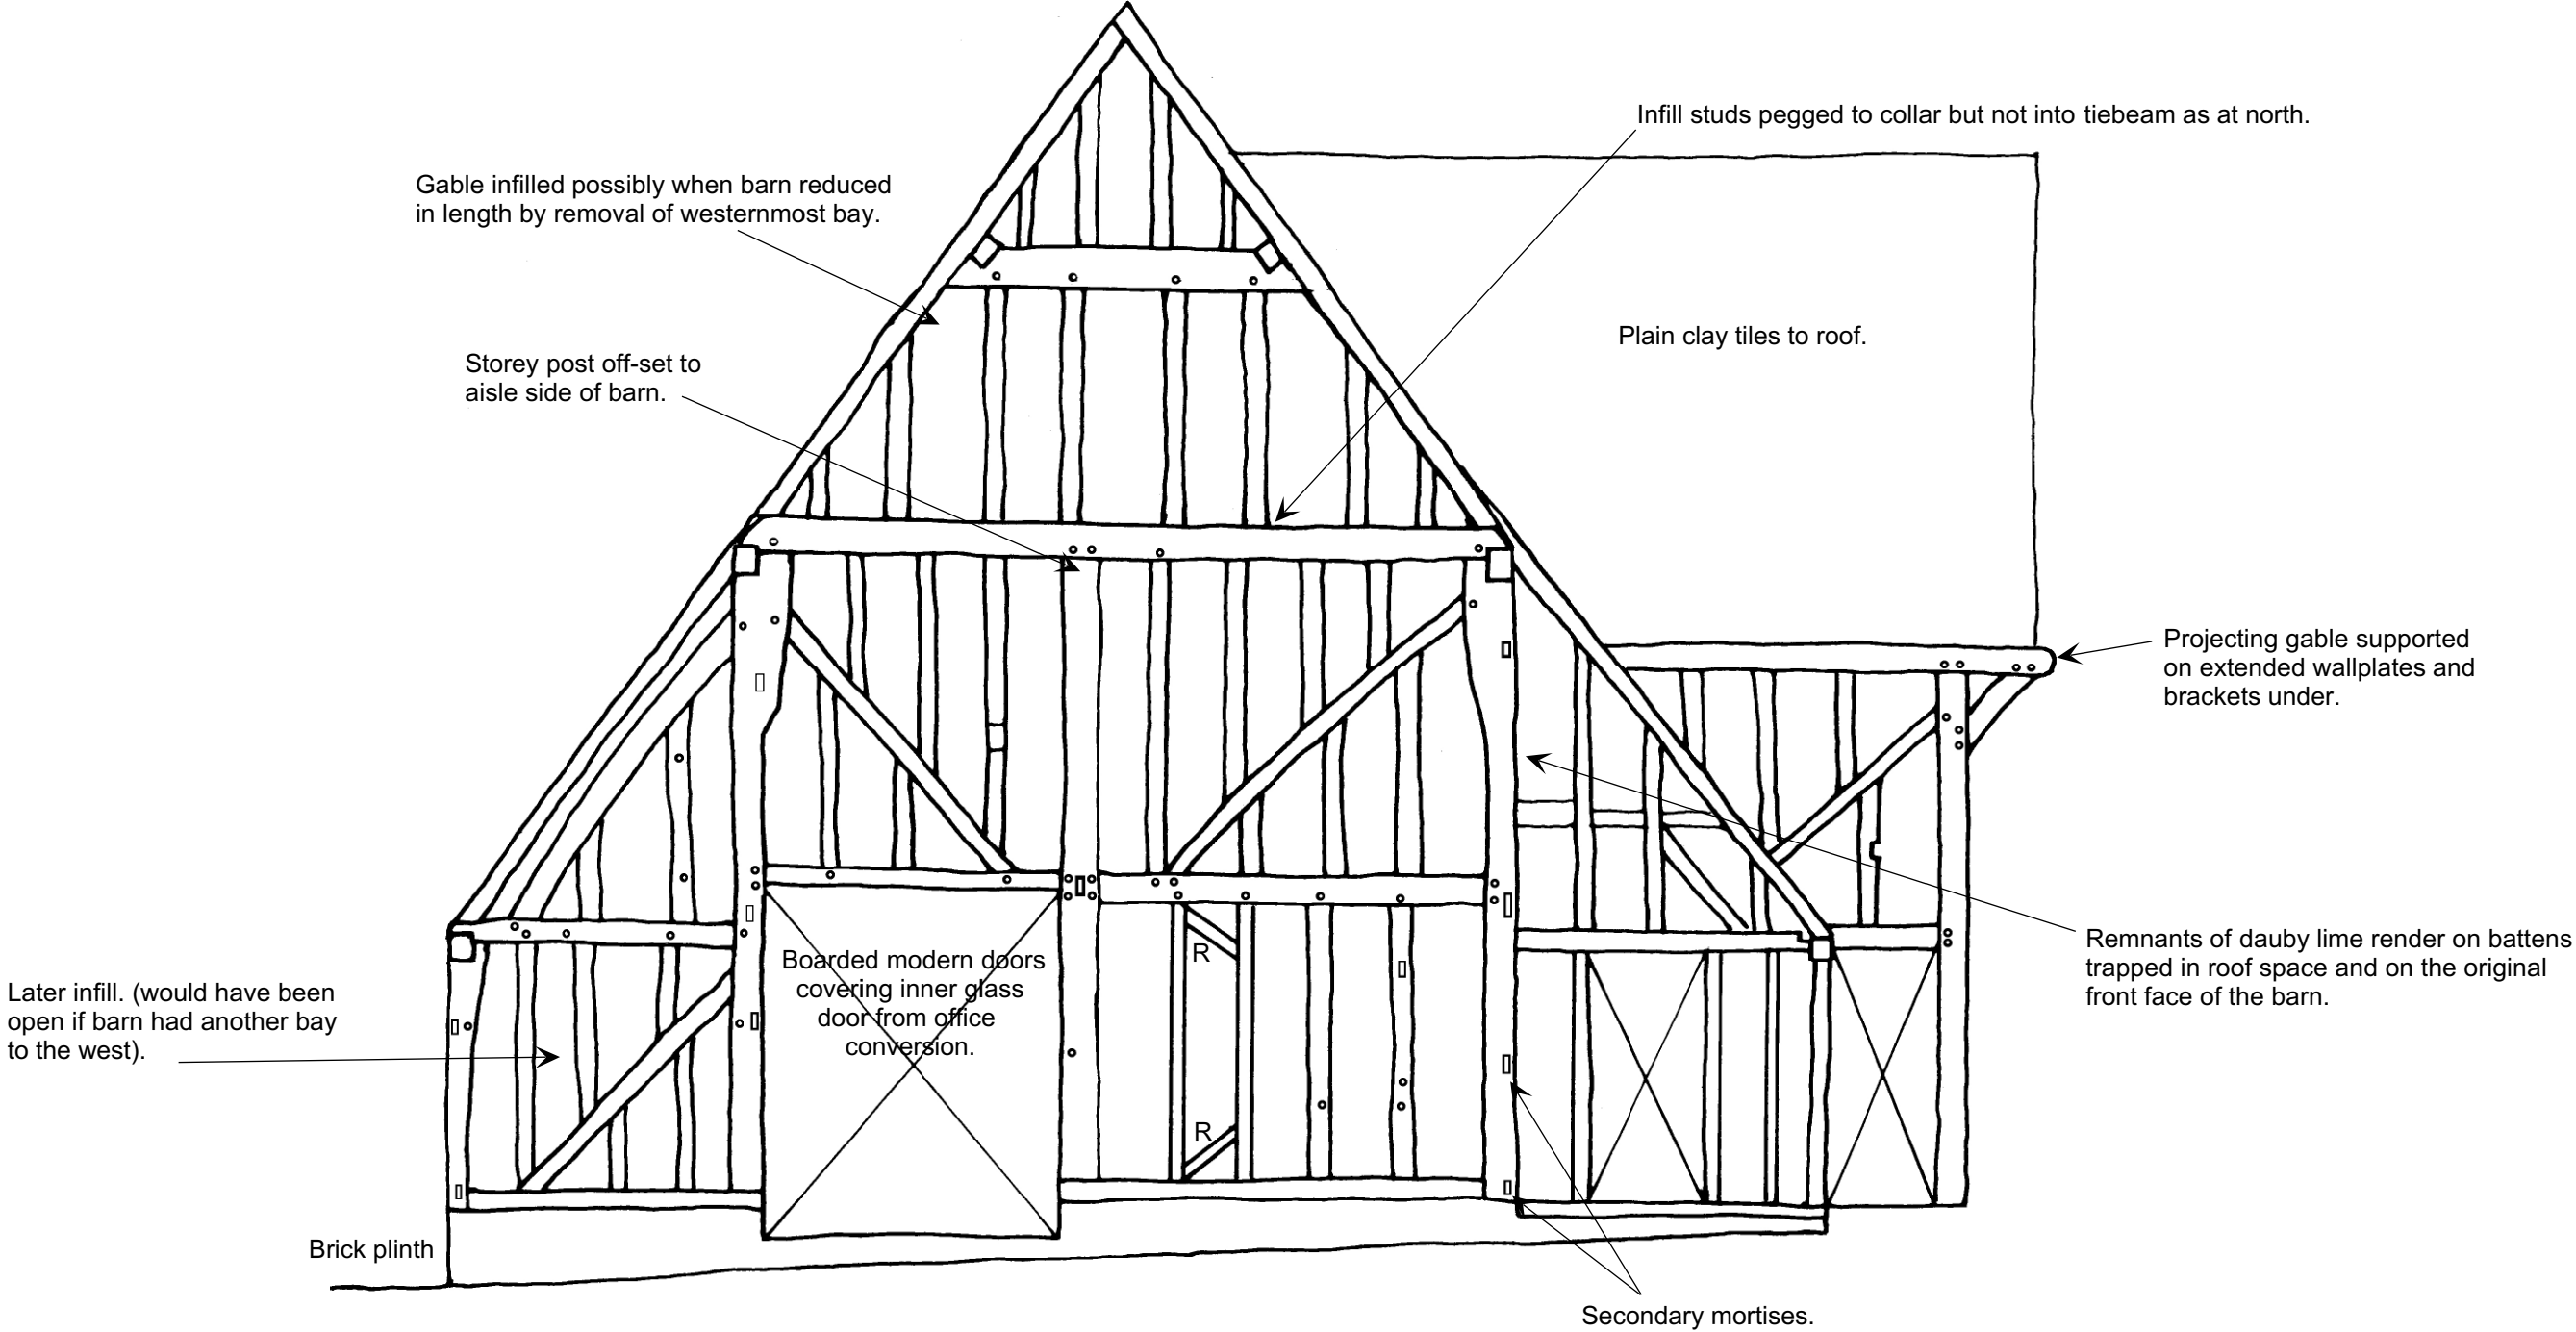 Infill studs pegged to collar but not into tiebeam as at north.
Gable infilled possibly when barn reduced
in length by removal of westernmost bay.
Plain clay tiles to roof.
Storey post off-set to
aisle side of barn.
Projecting gable supported
on extended wallplates and
brackets under.
Boarded modern doors
covering inner glass
door from office
conversion.
R
R
Remnants of dauby lime render on battens
trapped in roof space and on the original
front face of the barn.
Later infill. (would have been
open if barn had another bay
to the west).
Brick plinth
Secondary mortises.